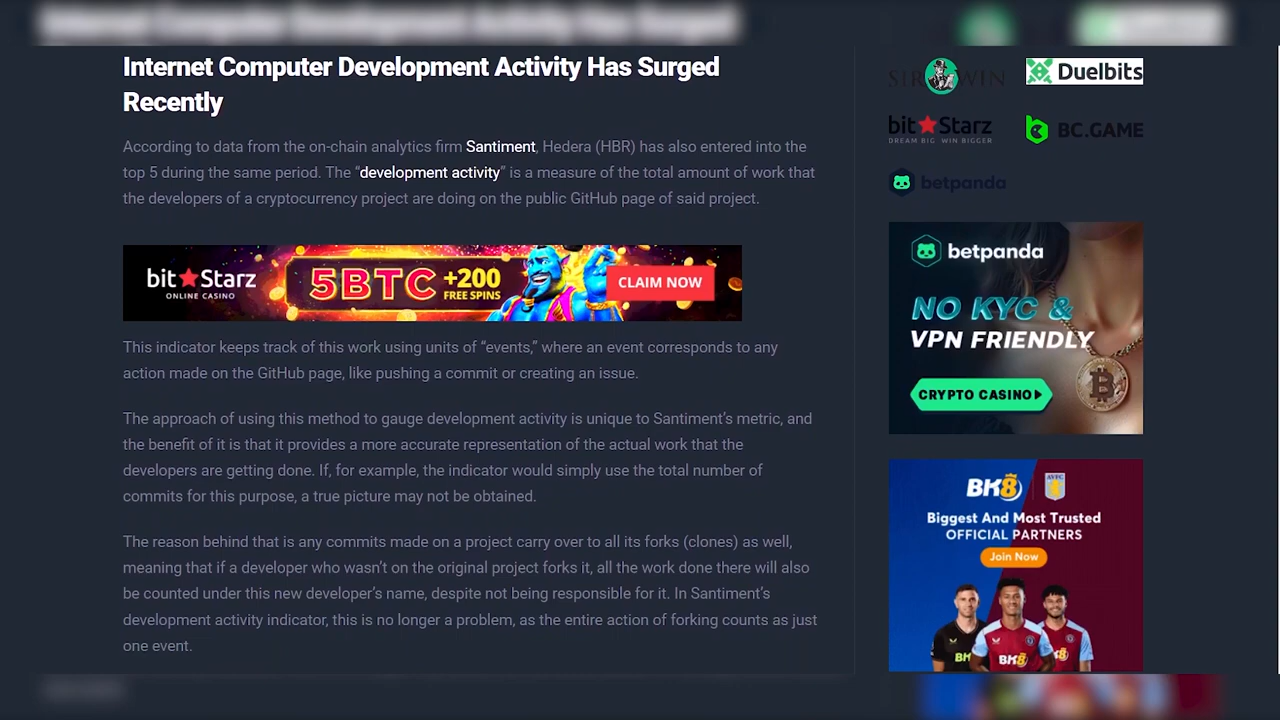 Internet Computer Development Activity Has Surged
Internet Computer Development Activity Has Surged
Recently
According to data from the on-chain analytics firm Santiment, Hedera (HBR) has also entered into the
top 5 during the same period. The “development activity” is a measure of the total amount of work that
the developers of a cryptocurrency project are doing on the public GitHub page of said project.
bit★Starz
ONLINE CASINO
5BTC
+200
FREE SPINS
CLAIM NOW
This indicator keeps track of this work using units of “events,” where an event corresponds to any
action made on the GitHub page, like pushing a commit or creating an issue.
The approach of using this method to gauge development activity is unique to Santiment’s metric, and
the benefit of it is that it provides a more accurate representation of the actual work that the
developers are getting done. If, for example, the indicator would simply use the total number of
commits for this purpose, a true picture may not be obtained.
The reason behind that is any commits made on a project carry over to all its forks (clones) as well,
meaning that if a developer who wasn’t on the original project forks it, all the work done there will also
be counted under this new developer’s name, despite not being responsible for it. In Santiment’s
development activity indicator, this is no longer a problem, as the entire action of forking counts as just
one event.
SIR WIN
Duelbits
bit★Starz
DREAM BIG. WIN BIGGER
BC.GAME
betpanda
betpanda
NO KYC &
VPN FRIENDLY
CRYPTO CASINO
BK8
AVFC
Biggest And Most Trusted
OFFICIAL PARTNERS
Join Now
BK8
BK8